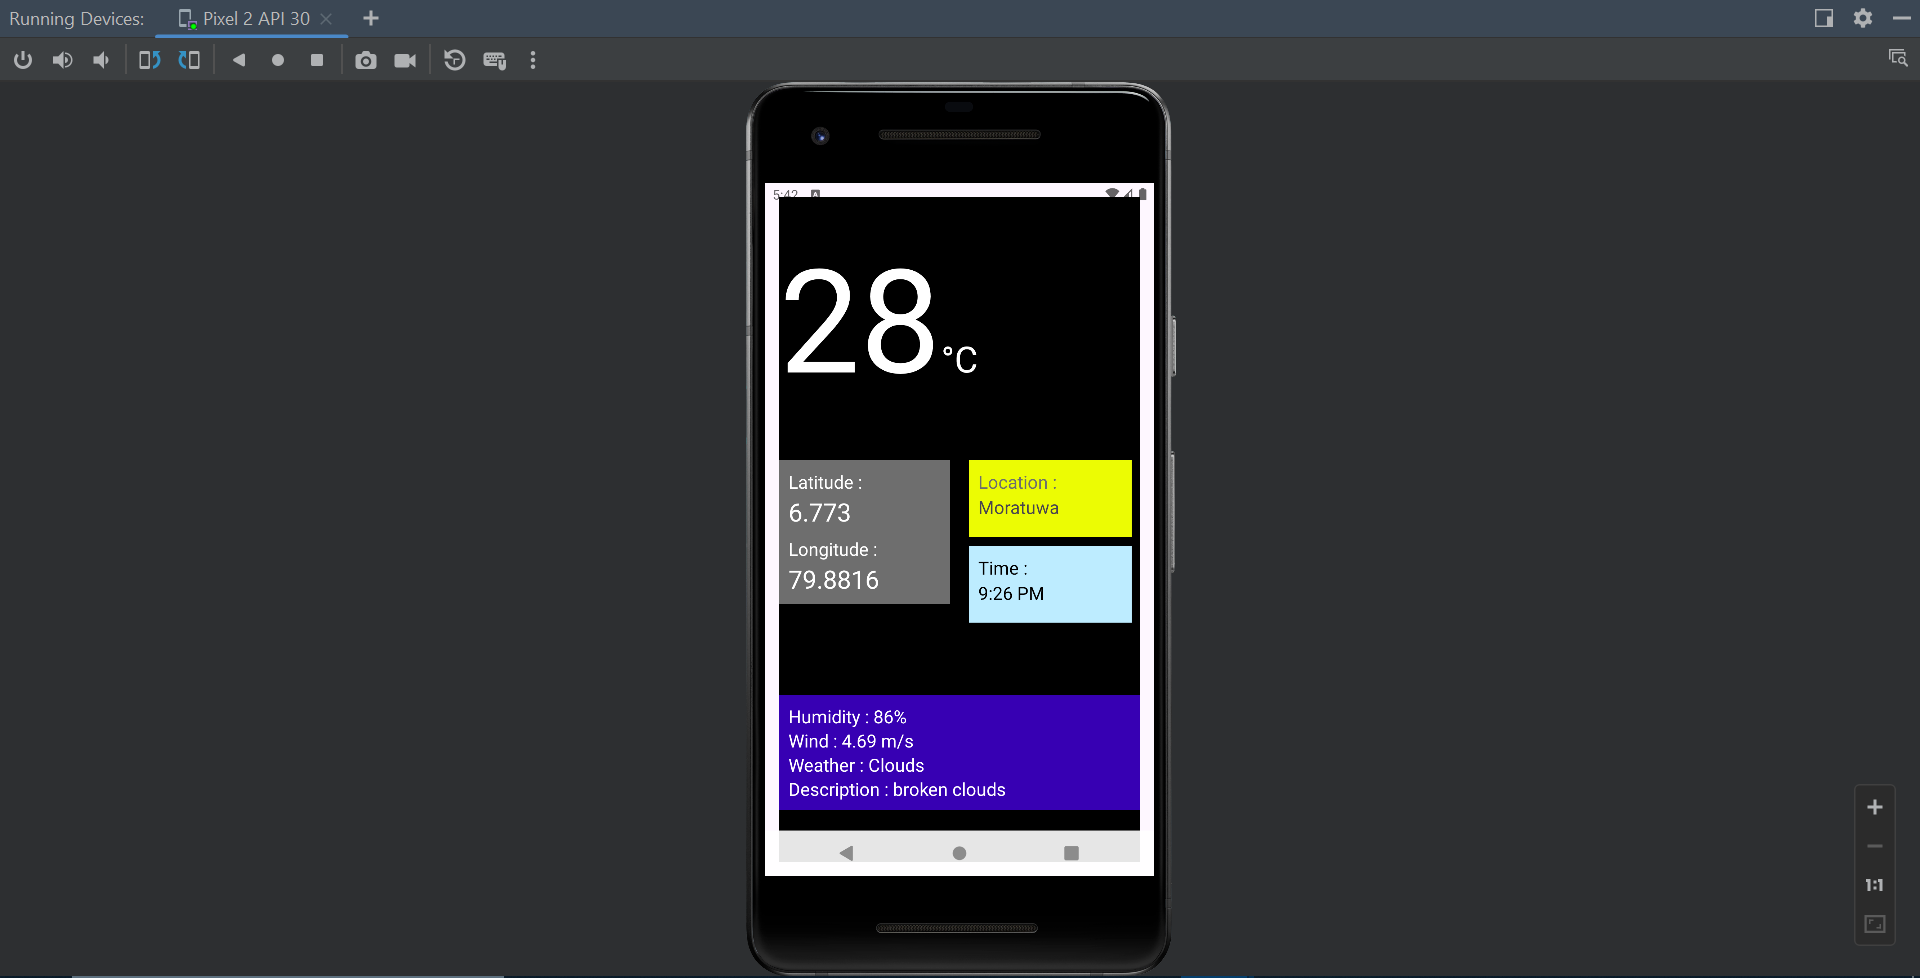 Running Devices: Pixel 2 API 30
5:42
28 °C
Latitude :
6.773
Longitude :
79.8816
Location :
Moratuwa
Time :
9:26 PM
Humidity : 86%
Wind : 4.69 m/s
Weather : Clouds
Description : broken clouds
1:1